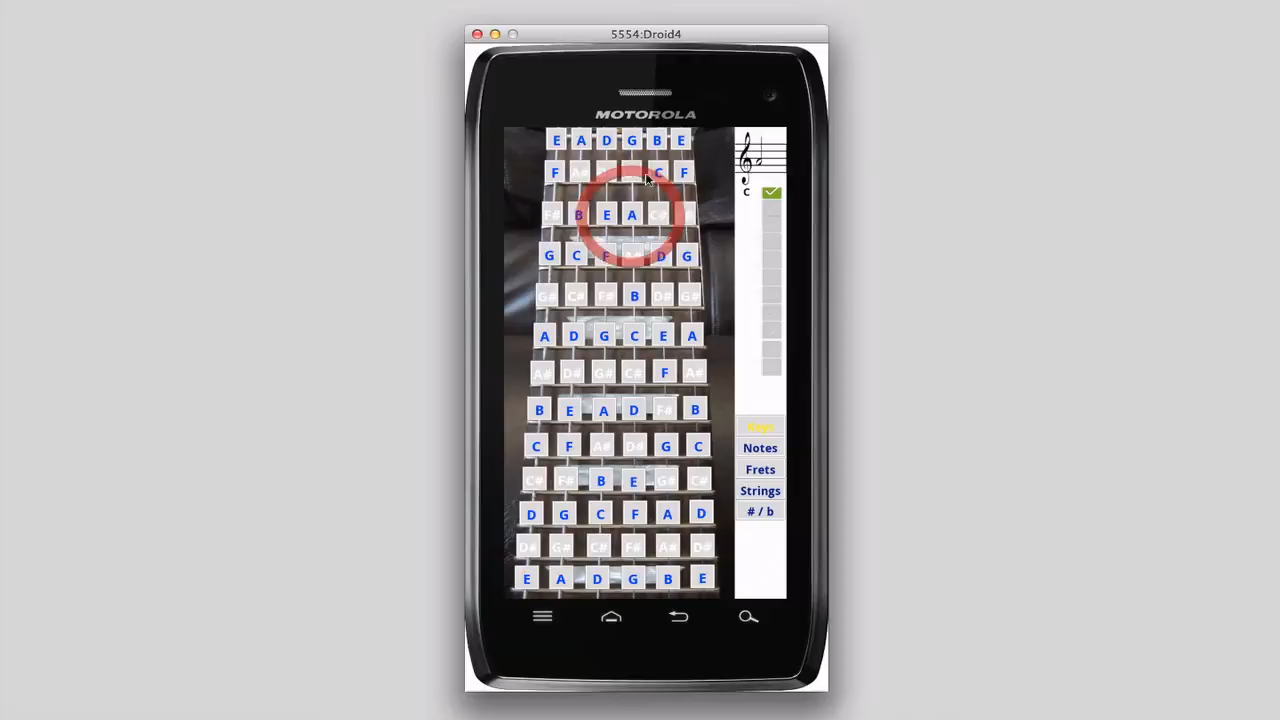 5554:Droid4
MOTOROLA
E A D G B E
F A# C F
F# B E A C#
G C F A# D G
G# C# F# B D# G#
C
A D G C E A
A# D# G# C# F A#
B E A D F# B
C F A# D# G C
C# F# B E G# C#
D G C F A D
D# G# C# F# A# D#
E A D G B E
Keys
Notes
Frets
Strings
# / b